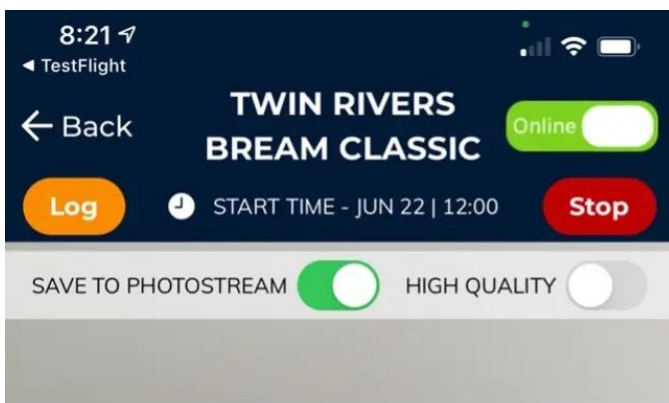 8:21
◀ TestFlight
← Back
TWIN RIVERS
BREAM CLASSIC
Online
Log
START TIME - JUN 22 | 12:00
Stop
SAVE TO PHOTOSTREAM
HIGH QUALITY